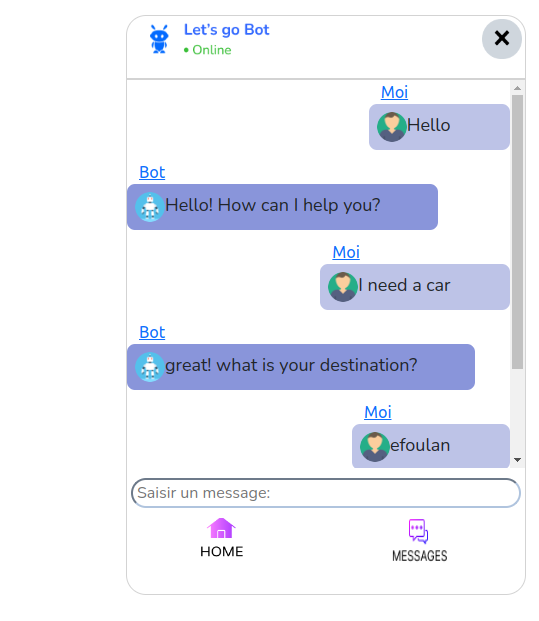 Let's go Bot
• Online
Moi
Hello
Bot
Hello! How can I help you?
Moi
I need a car
Bot
great! what is your destination?
Moi
efoulan
Saisir un message:
HOME
MESSAGES